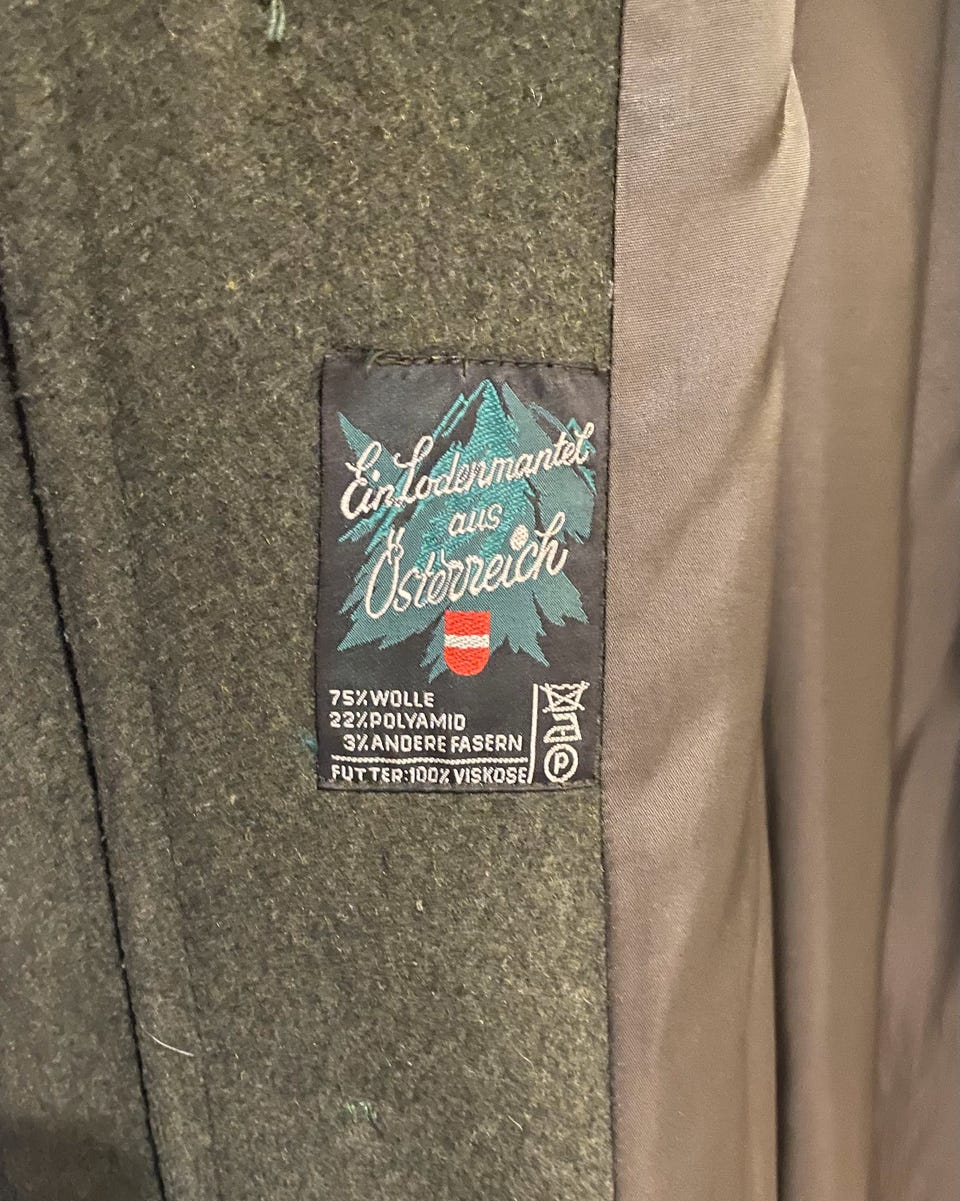 Ein Lodenmantel
aus
Österreich
75% WOLLE
22% POLYAMID
3% ANDERE FASERN
FUTTER: 100% VISKOSE
P